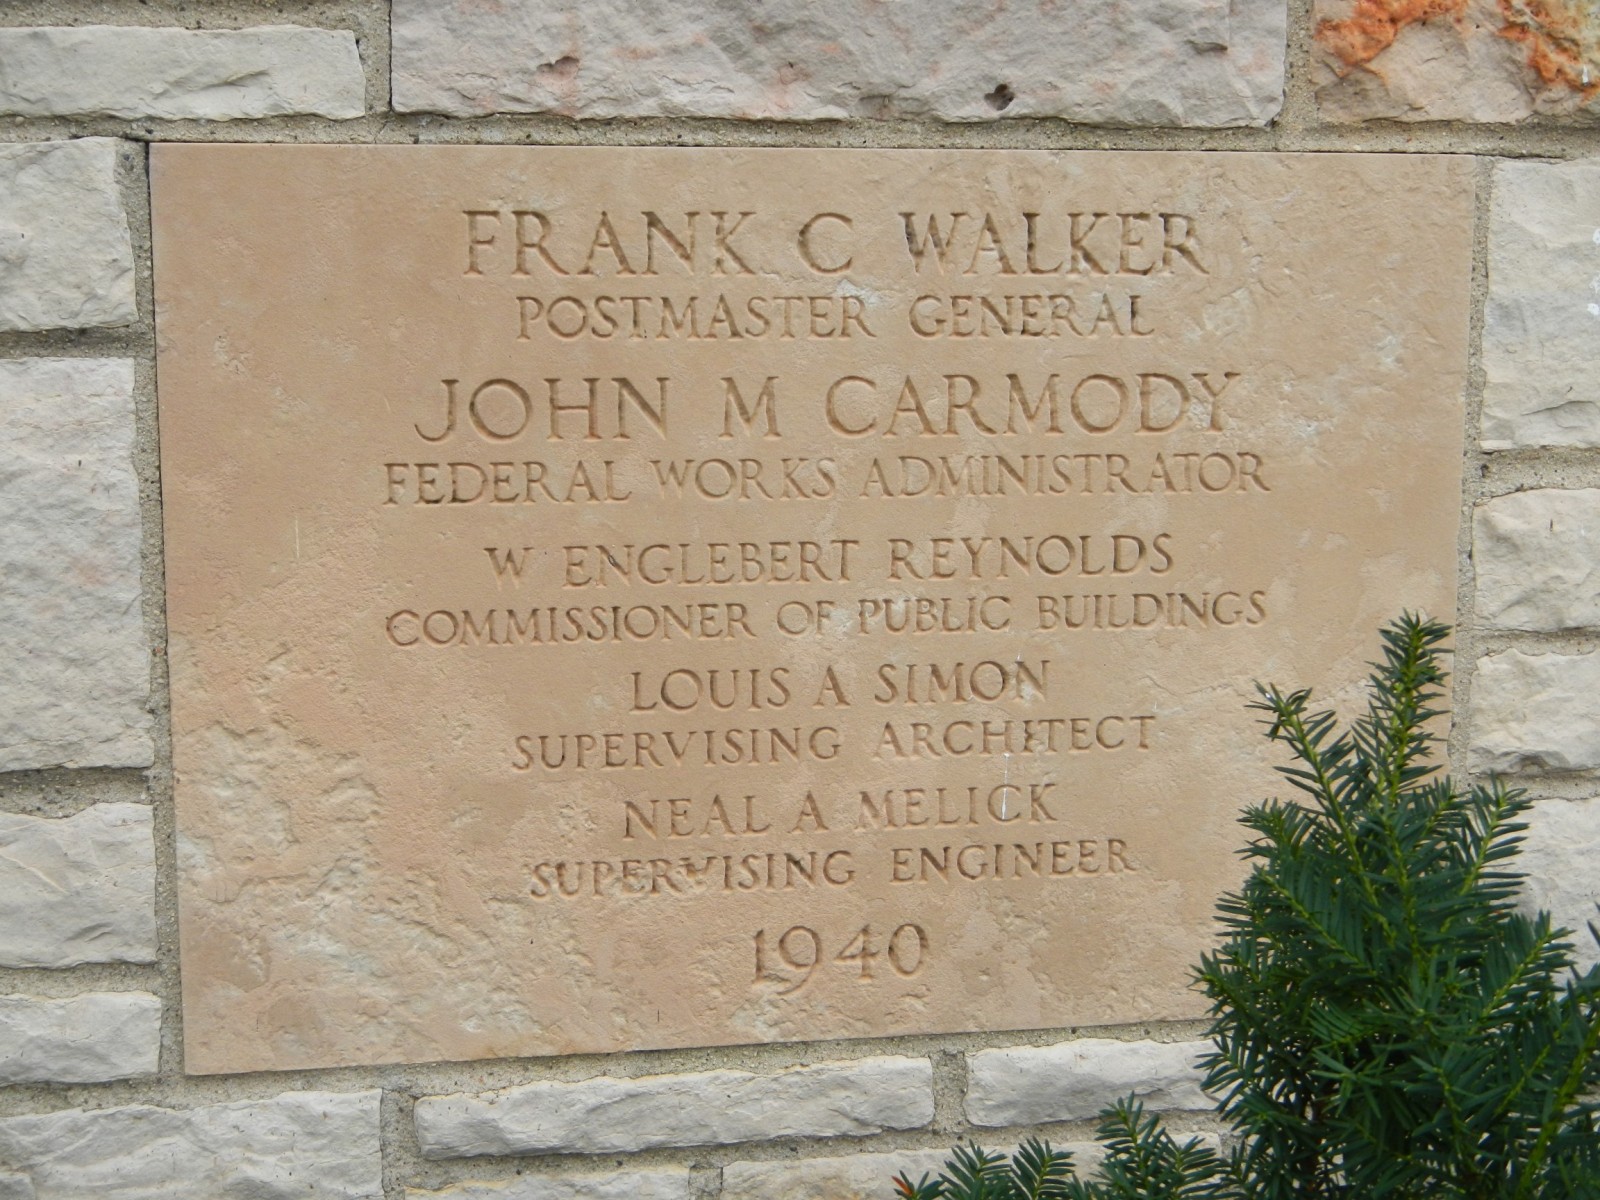 FRANK C WALKER
POSTMASTER GENERAL
JOHN M CARMODY
FEDERAL WORKS ADMINISTRATOR
W ENGLEBERT REYNOLDS
COMMISSIONER OF PUBLIC BUILDINGS
LOUIS A SIMON
SUPERVISING ARCHITECT
NEAL A MELICK
SUPERVISING ENGINEER
1940